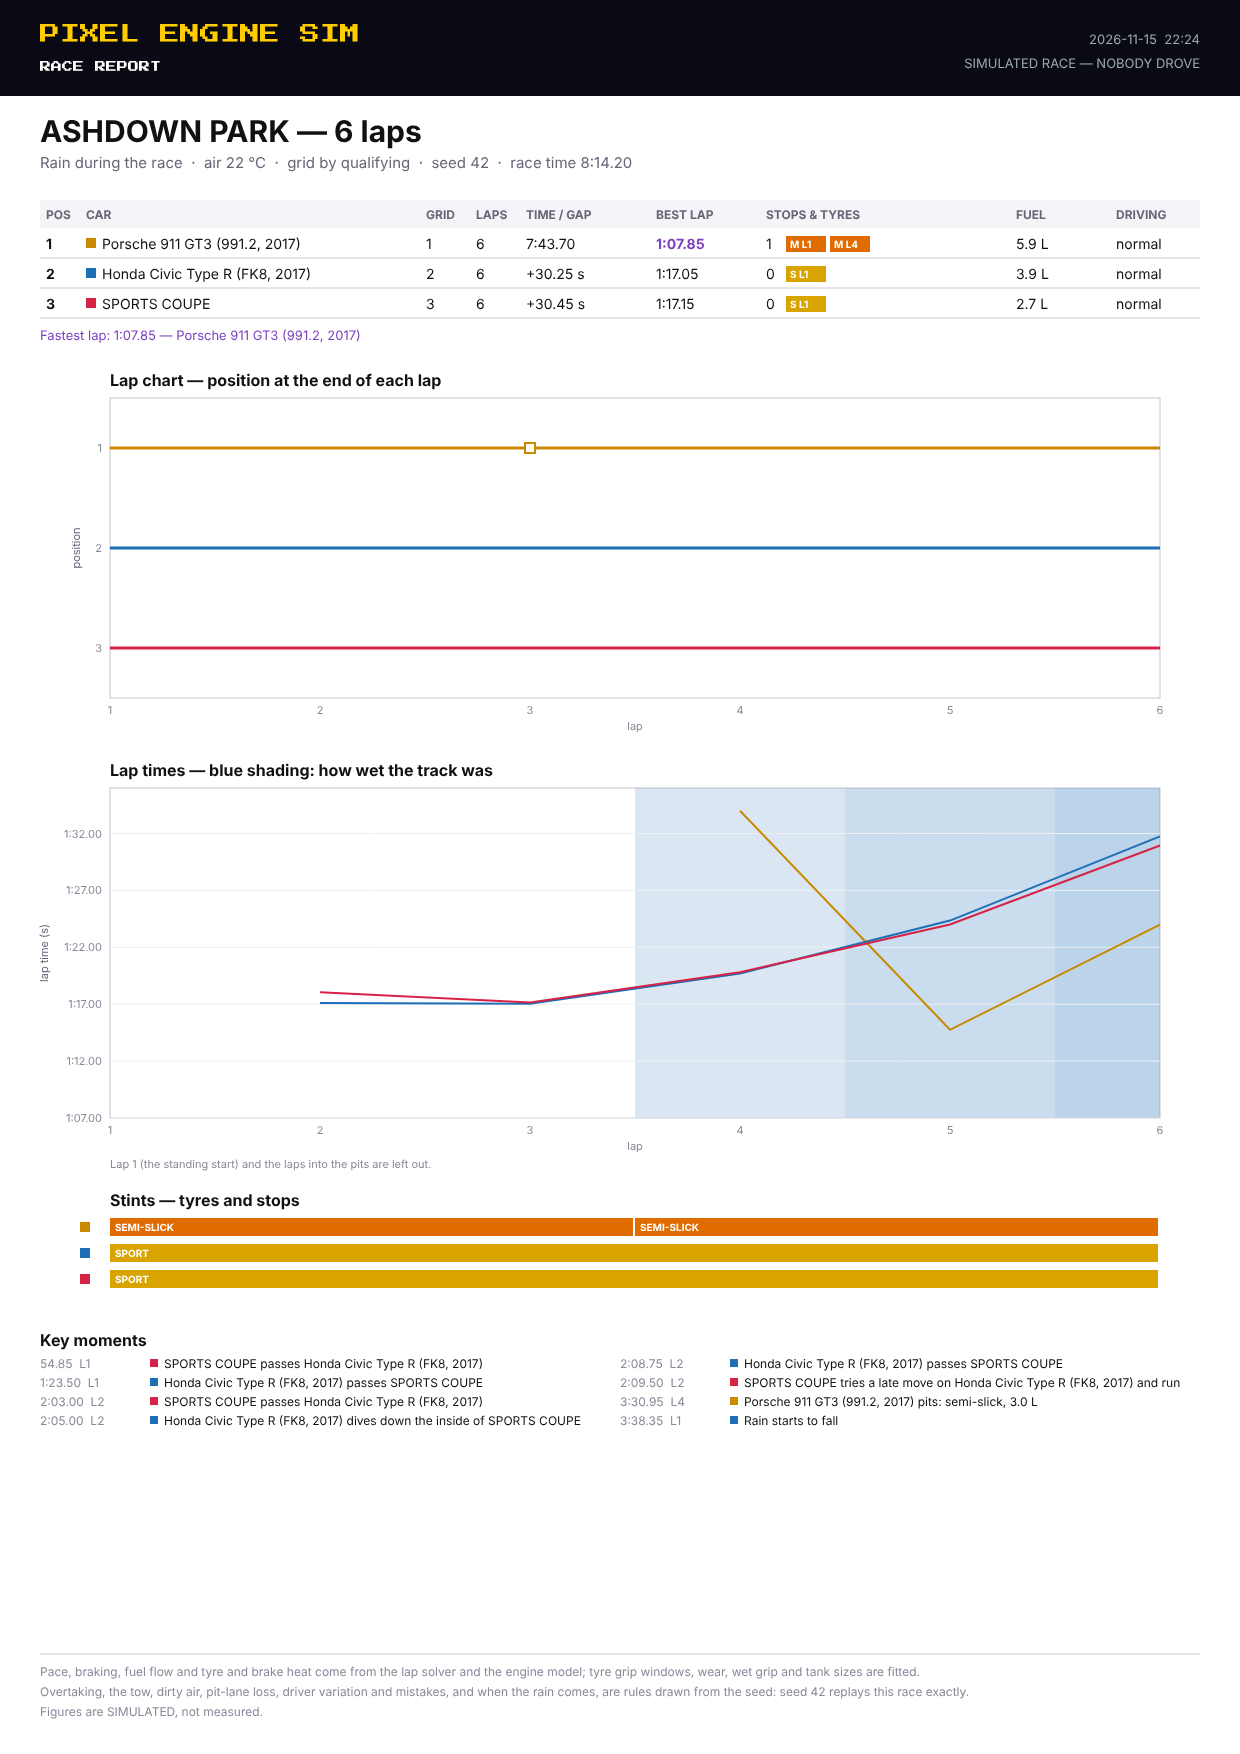 PIXEL ENGINE SIM
RACE REPORT
2026-11-15 22:24
SIMULATED RACE — NOBODY DROVE
ASHDOWN PARK — 6 laps
Rain during the race · air 22 °C · grid by qualifying · seed 42 · race time 8:14.20
POS CAR GRID LAPS TIME / GAP BEST LAP STOPS & TYRES FUEL DRIVING
1 Porsche 911 GT3 (991.2, 2017) 1 6 7:43.70 1:07.85 1 M L1 M L4 5.9 L normal
2 Honda Civic Type R (FK8, 2017) 2 6 +30.25 s 1:17.05 0 S L1 3.9 L normal
3 SPORTS COUPE 3 6 +30.45 s 1:17.15 0 S L1 2.7 L normal
Fastest lap: 1:07.85 — Porsche 911 GT3 (991.2, 2017)
Lap chart — position at the end of each lap
1
2
3
position
1 2 3 4 5 6
lap
Lap times — blue shading: how wet the track was
1:32.00
1:27.00
1:22.00
1:17.00
1:12.00
1:07.00
lap time (s)
1 2 3 4 5 6
lap
Lap 1 (the standing start) and the laps into the pits are left out.
Stints — tyres and stops
SEMI-SLICK SEMI-SLICK
SPORT
SPORT
Key moments
54.85 L1 SPORTS COUPE passes Honda Civic Type R (FK8, 2017)
1:23.50 L1 Honda Civic Type R (FK8, 2017) passes SPORTS COUPE
2:03.00 L2 SPORTS COUPE passes Honda Civic Type R (FK8, 2017)
2:05.00 L2 Honda Civic Type R (FK8, 2017) dives down the inside of SPORTS COUPE
2:08.75 L2 Honda Civic Type R (FK8, 2017) passes SPORTS COUPE
2:09.50 L2 SPORTS COUPE tries a late move on Honda Civic Type R (FK8, 2017) and run
3:30.95 L4 Porsche 911 GT3 (991.2, 2017) pits: semi-slick, 3.0 L
3:38.35 L1 Rain starts to fall
Pace, braking, fuel flow and tyre and brake heat come from the lap solver and the engine model; tyre grip windows, wear, wet grip and tank sizes are fitted.
Overtaking, the tow, dirty air, pit-lane loss, driver variation and mistakes, and when the rain comes, are rules drawn from the seed: seed 42 replays this race exactly.
Figures are SIMULATED, not measured.